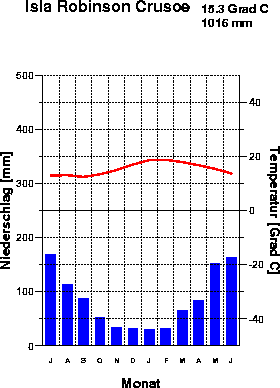 Isla Robinson Crusoe
15.3 Grad C
1016 mm
500
400
300
200
100
0
40
20
0
-20
-40
Niederschlag [mm]
Temperatur [Grad C]
J A S O N D J F M A M J
Monat